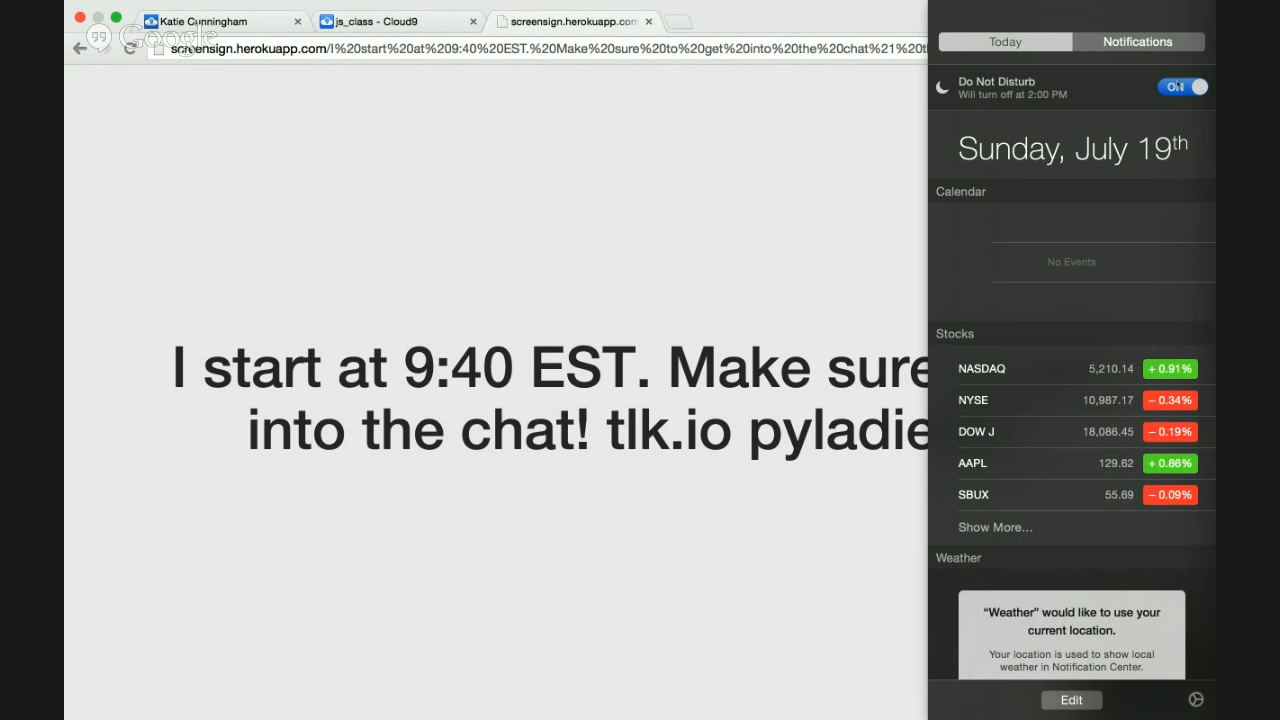 Katie Cunningham
js_class - Cloud9
screensign.herokuapp.com
Google
screensign.herokuapp.com/I%20start%20at%209:40%20EST.%20Make%20sure%20to%20get%20into%20the%20chat%21%20tl
I start at 9:40 EST. Make sure
into the chat! tlk.io pyladie
Today
Notifications
Do Not Disturb
Will turn off at 2:00 PM
ON
Sunday, July 19th
Calendar
No Events
Stocks
NASDAQ 5,210.14 + 0.91%
NYSE 10,987.17 – 0.34%
DOW J 18,086.45 – 0.19%
AAPL 129.62 + 0.86%
SBUX 55.69 – 0.09%
Show More...
Weather
“Weather” would like to use your
current location.
Your location is used to show local
weather in Notification Center.
Edit